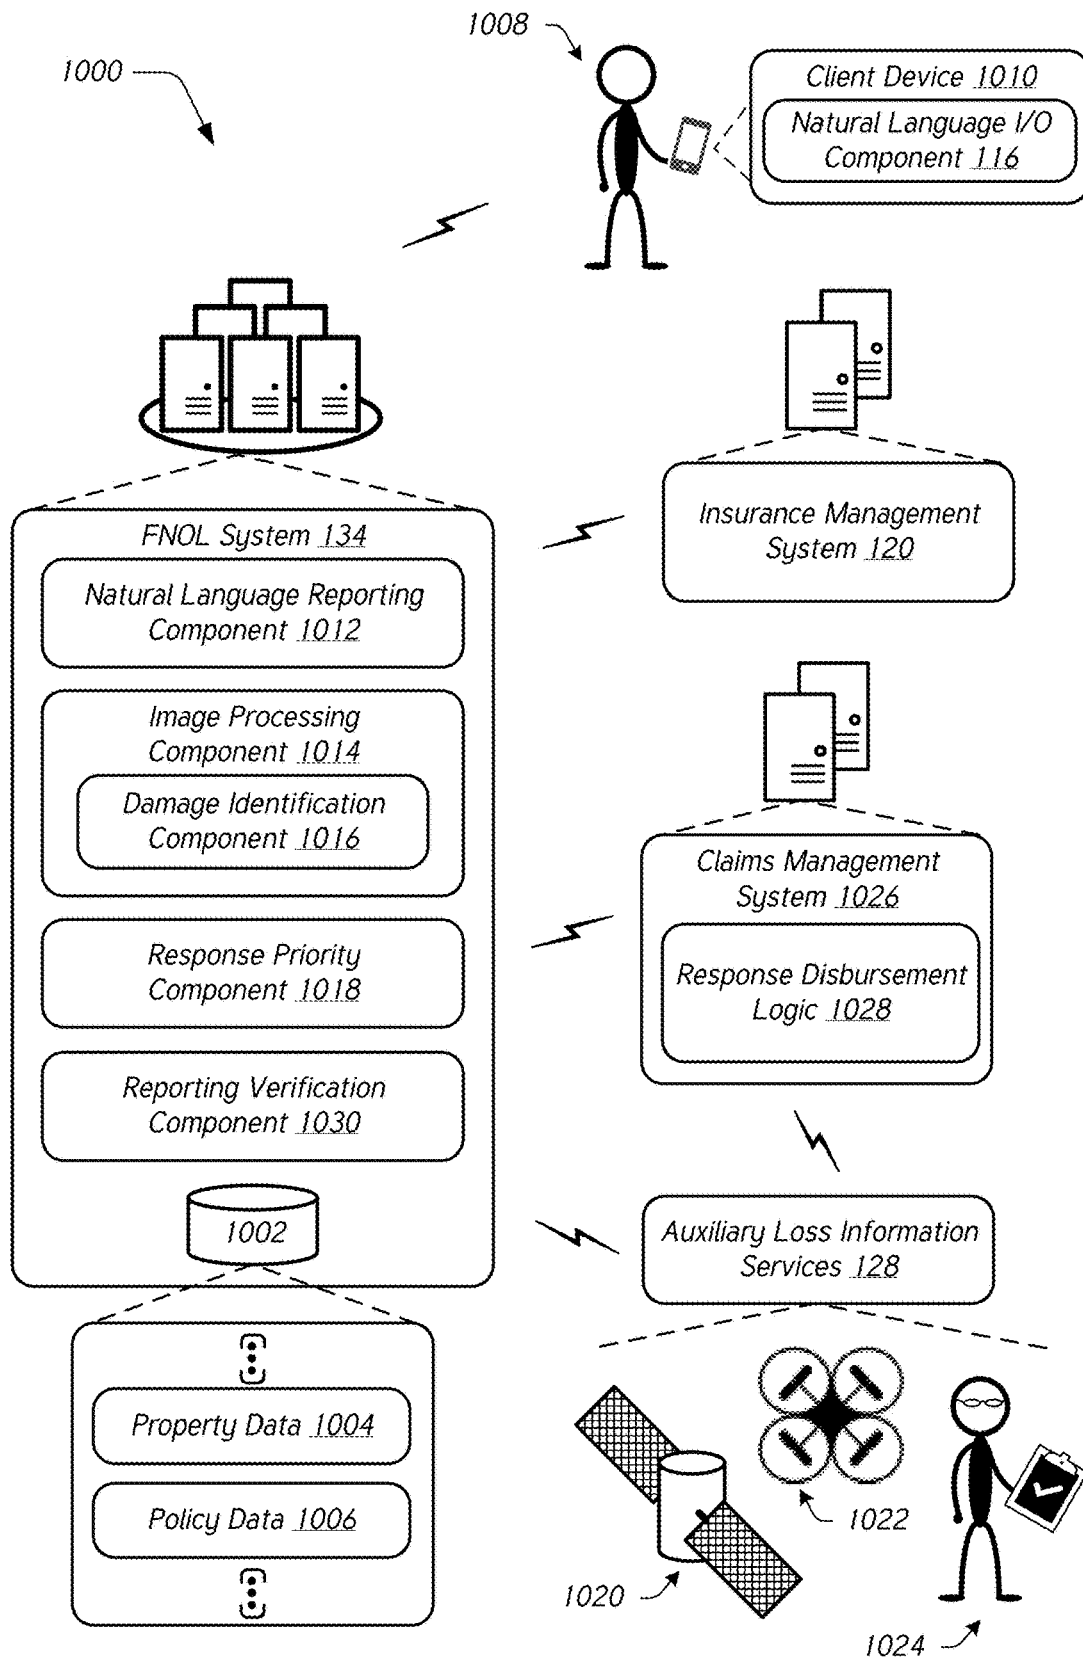 1008
1000
Client Device 1010
Natural Language I/O
Component 116
FNOL System 134
Natural Language Reporting
Component 1012
Image Processing
Component 1014
Damage Identification
Component 1016
Response Priority
Component 1018
Reporting Verification
Component 1030
1002
Property Data 1004
Policy Data 1006
Insurance Management
System 120
Claims Management
System 1026
Response Disbursement
Logic 1028
Auxiliary Loss Information
Services 128
1022
1020
1024